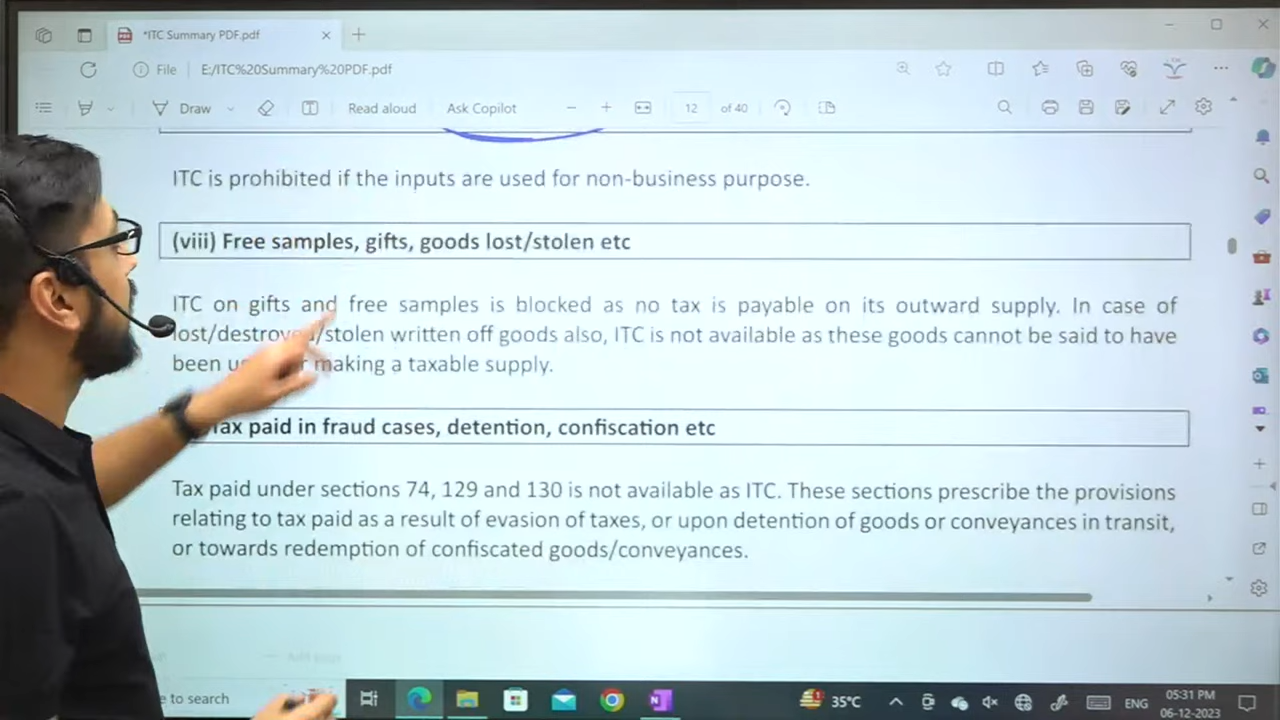 *ITC Summary PDF.pdf
File E:/ITC%20Summary%20PDF.pdf
Draw Read aloud Ask Copilot 12 of 40
ITC is prohibited if the inputs are used for non-business purpose.
(viii) Free samples, gifts, goods lost/stolen etc
ITC on gifts and free samples is blocked as no tax is payable on its outward supply. In case of
/stolen written off goods also, ITC is not available as these goods cannot be said to have
been making a taxable supply.
paid in fraud cases, detention, confiscation etc
Tax paid under sections 74, 129 and 130 is not available as ITC. These sections prescribe the provisions
relating to tax paid as a result of evasion of taxes, or upon detention of goods or conveyances in transit,
or towards redemption of confiscated goods/conveyances.
e to search
35°C
ENG
05:31 PM
06-12-2023